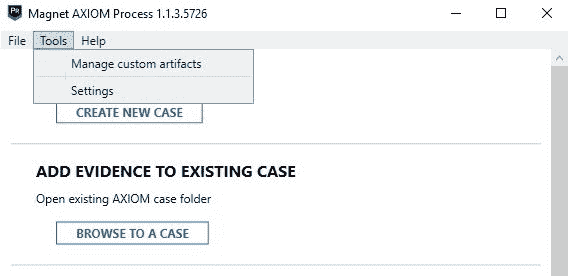 Magnet AXIOM Process 1.1.3.5726
File Tools Help
Manage custom artifacts
Settings
CREATE NEW CASE
ADD EVIDENCE TO EXISTING CASE
Open existing AXIOM case folder
BROWSE TO A CASE